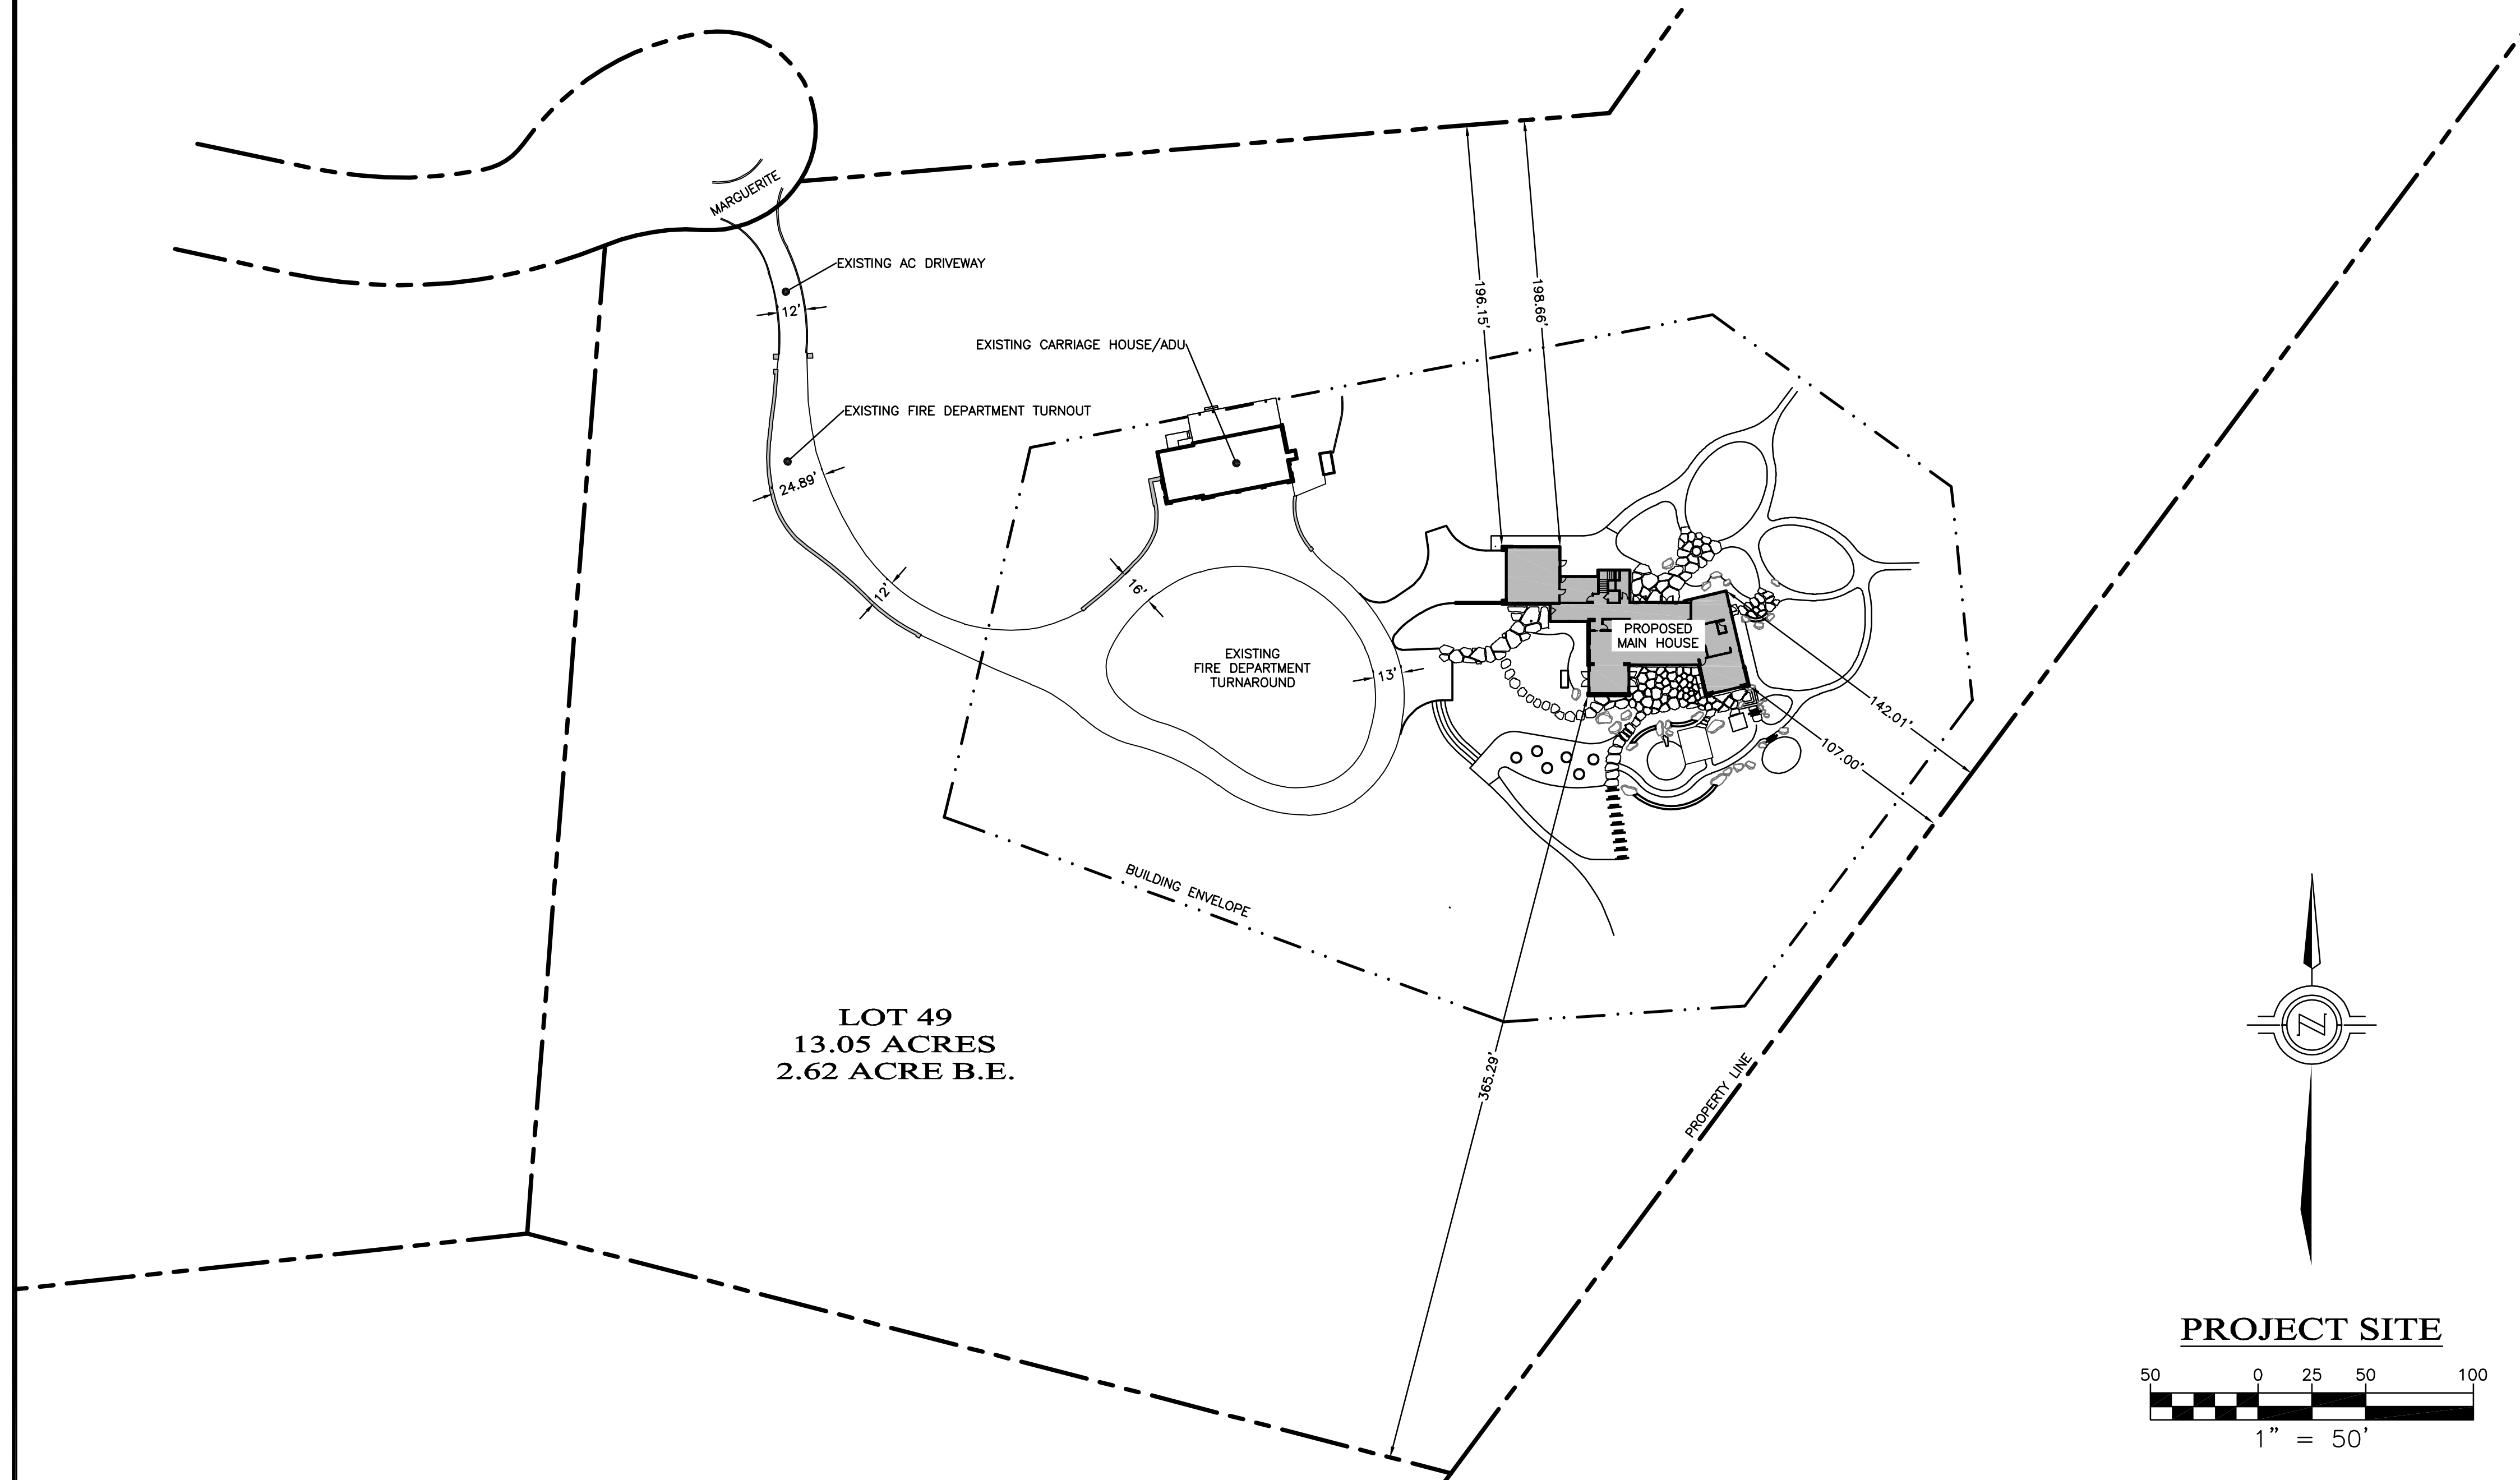 MARGUERITE
EXISTING AC DRIVEWAY
12'
196.15'
198.66'
EXISTING CARRIAGE HOUSE/ADU
EXISTING FIRE DEPARTMENT TURNOUT
24.89'
12'
16'
EXISTING
FIRE DEPARTMENT
TURNAROUND
13'
PROPOSED
MAIN HOUSE
142.01'
107.00'
BUILDING ENVELOPE
LOT 49
13.05 ACRES
2.62 ACRE B.E.
365.29'
PROPERTY LINE
N
PROJECT SITE
50 0 25 50 100
1" = 50'